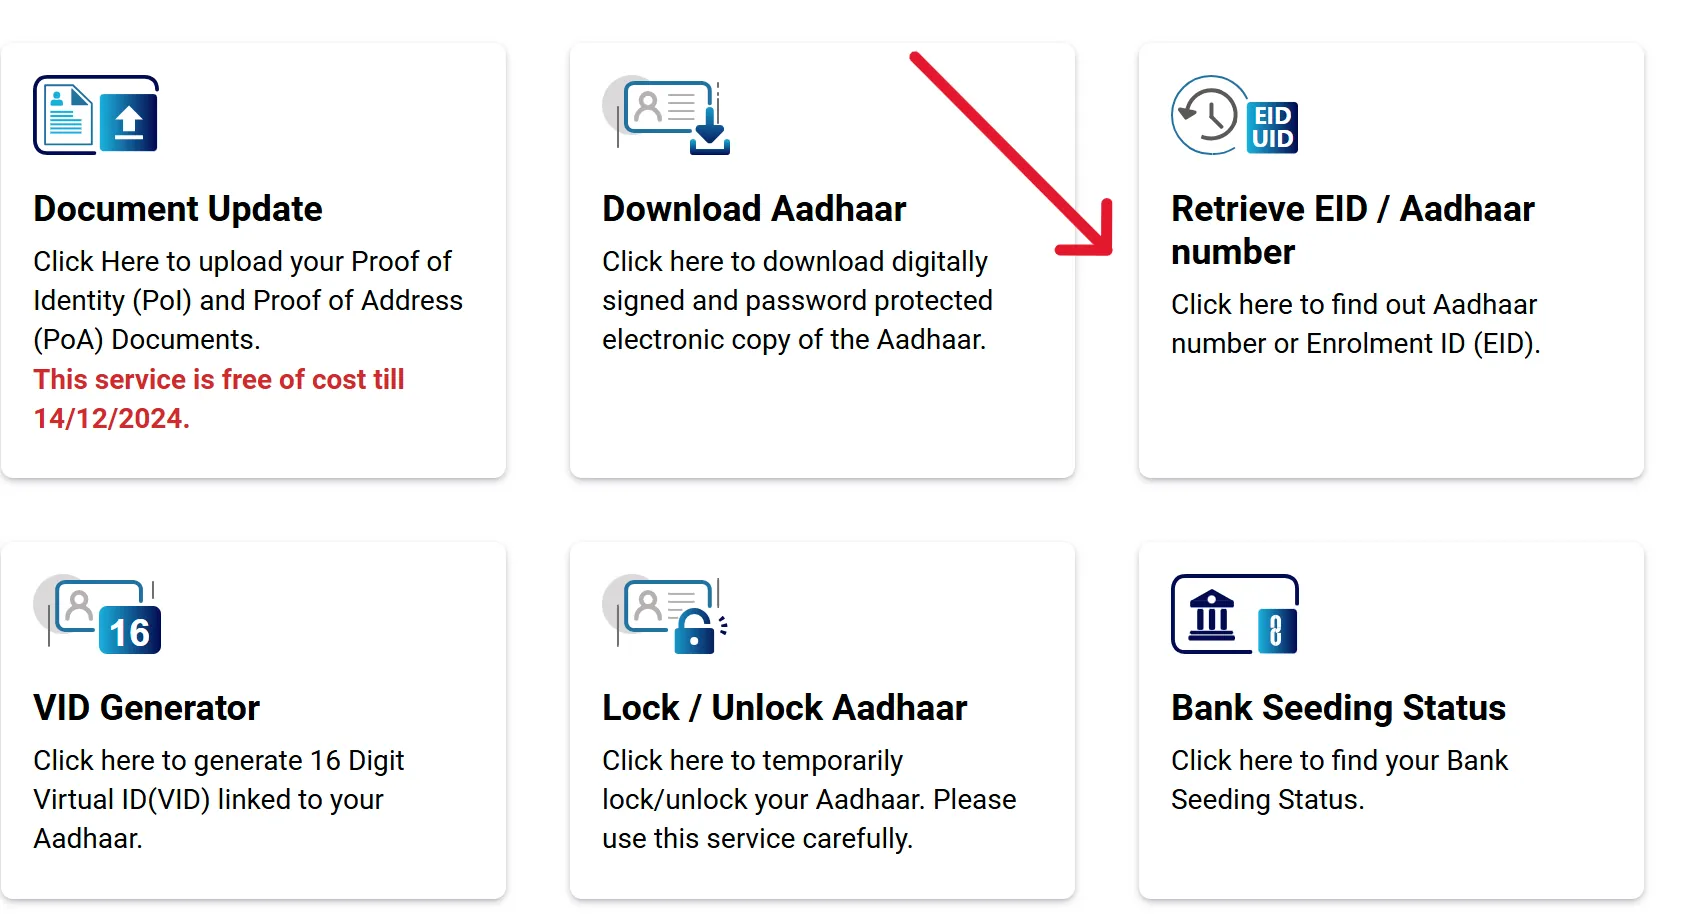 Document Update
Click Here to upload your Proof of
Identity (PoI) and Proof of Address
(PoA) Documents.
This service is free of cost till
14/12/2024.
Download Aadhaar
Click here to download digitally
signed and password protected
electronic copy of the Aadhaar.
EID
UID
Retrieve EID / Aadhaar
number
Click here to find out Aadhaar
number or Enrolment ID (EID).
16
VID Generator
Click here to generate 16 Digit
Virtual ID(VID) linked to your
Aadhaar.
Lock / Unlock Aadhaar
Click here to temporarily
lock/unlock your Aadhaar. Please
use this service carefully.
Bank Seeding Status
Click here to find your Bank
Seeding Status.